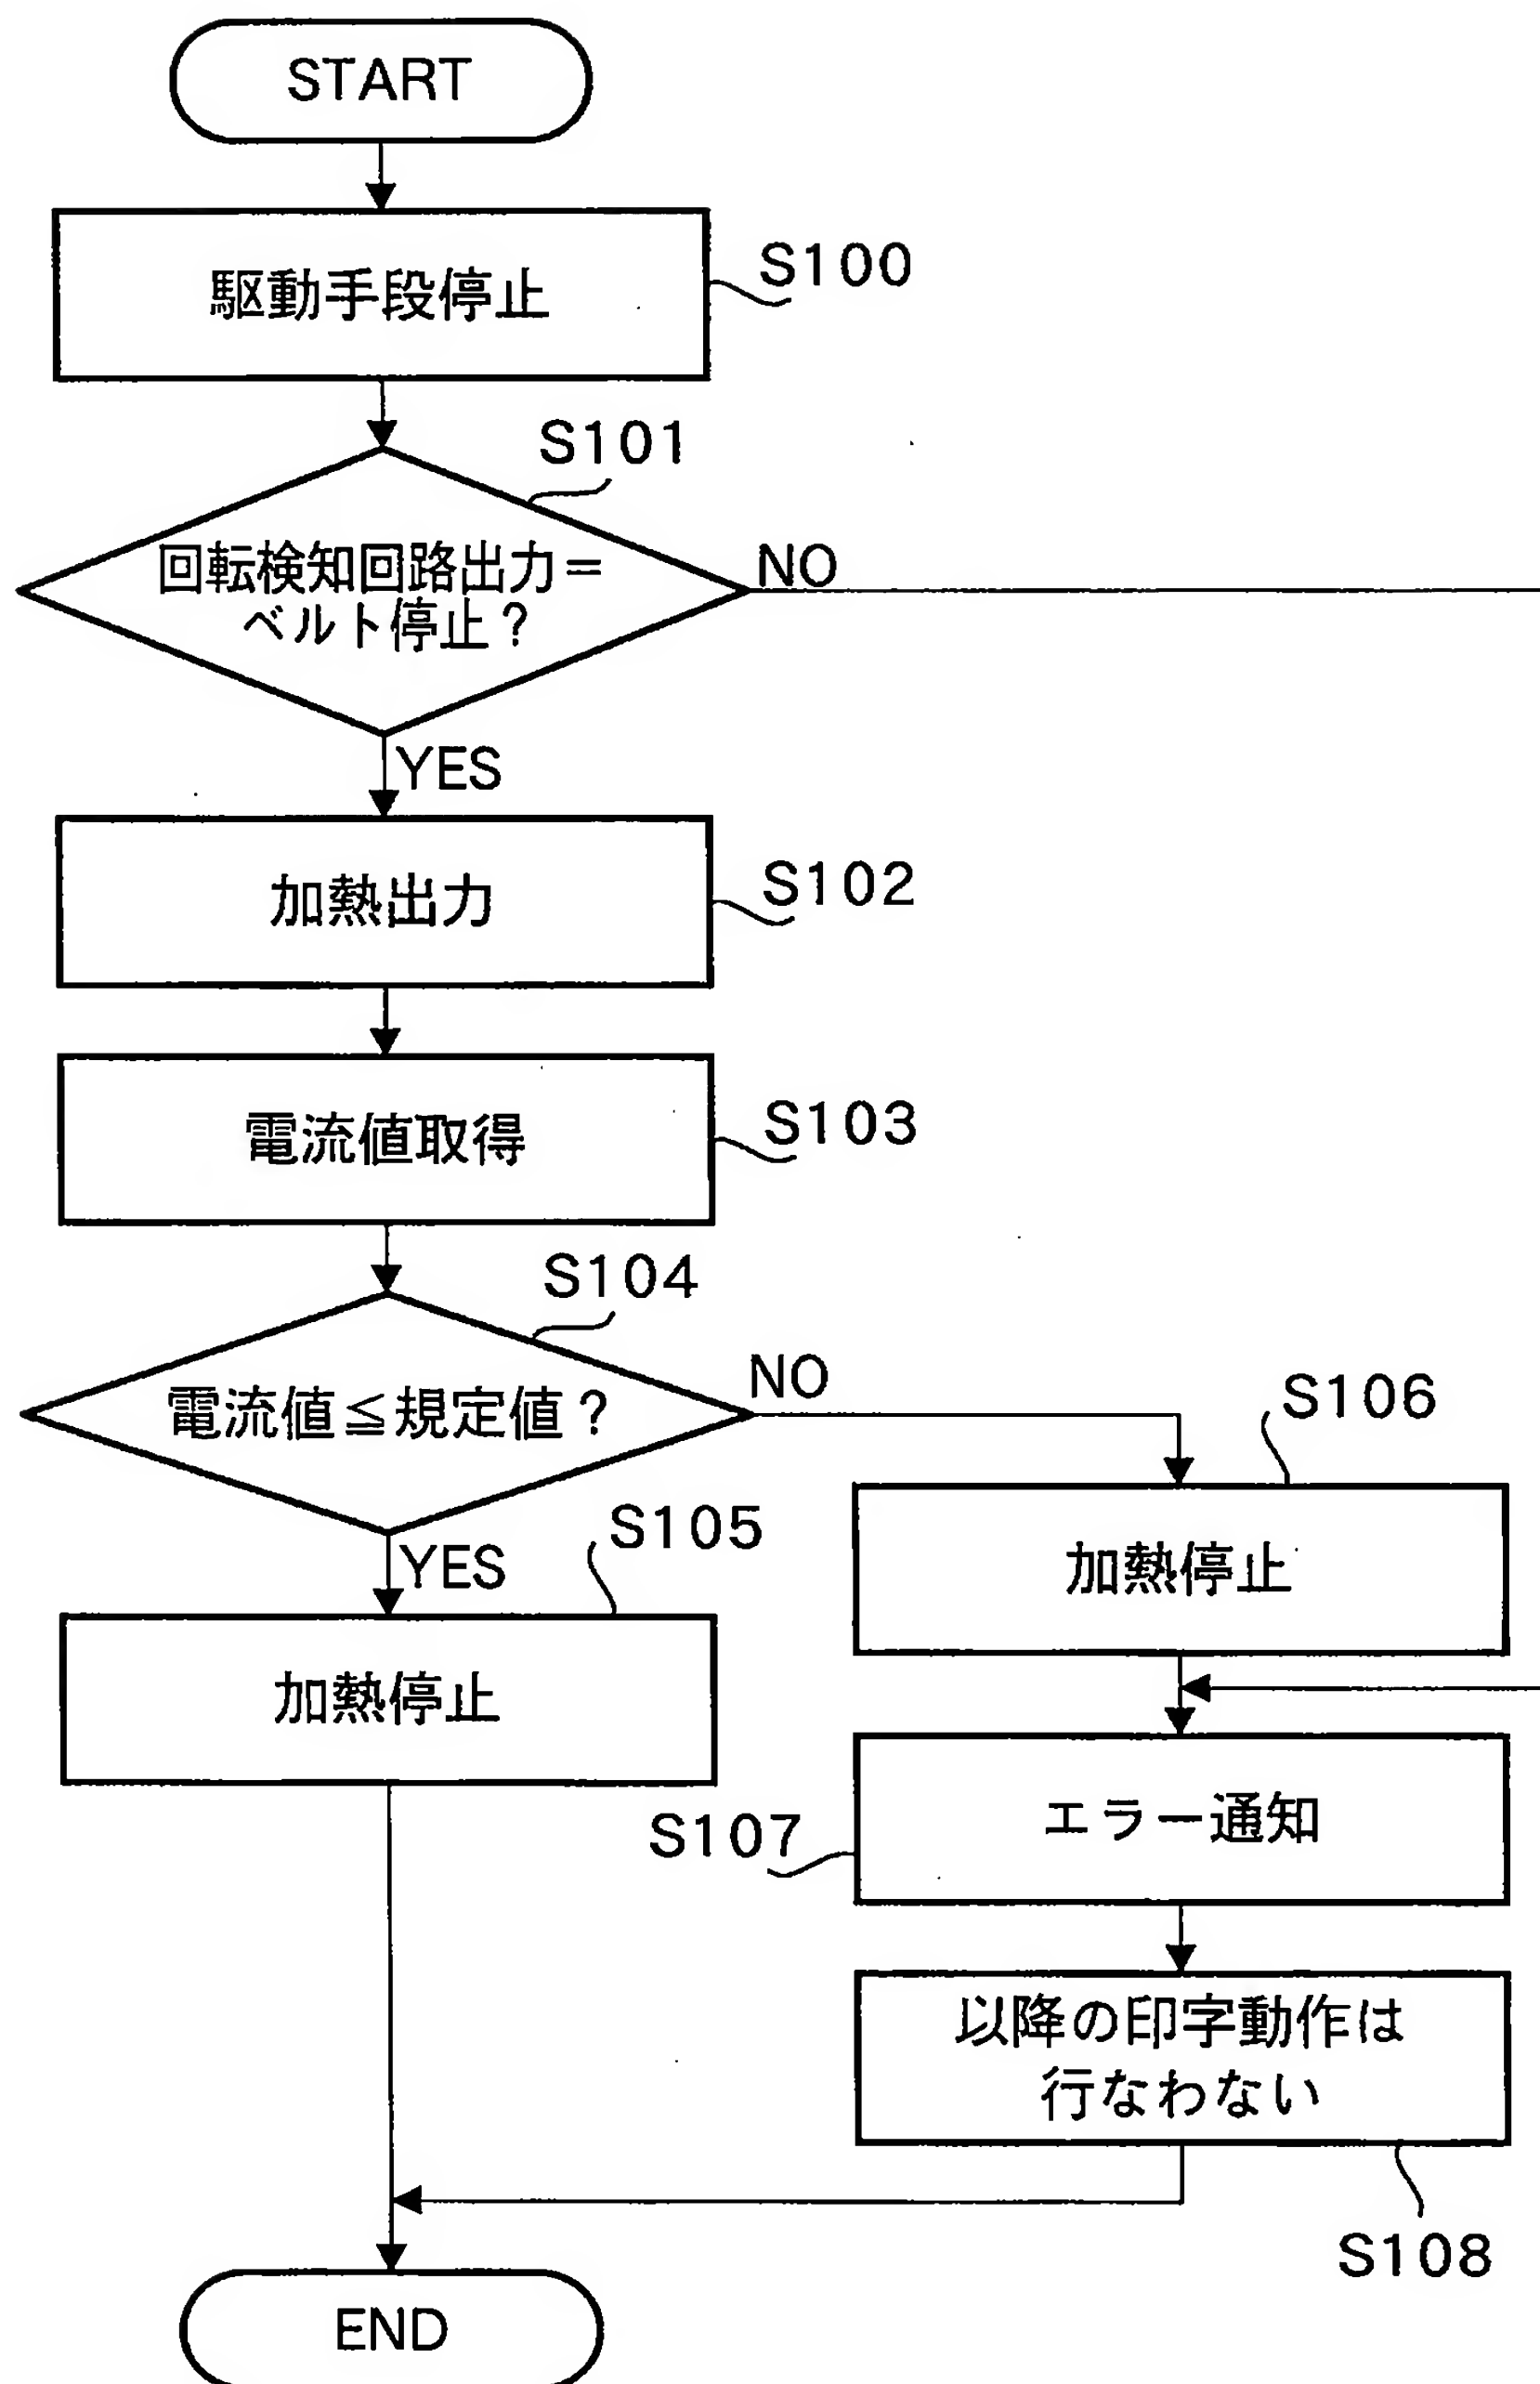 START
駆動手段停止
S100
S101
回転検知回路出力＝
ベルト停止？
NO
YES
加熱出力
S102
電流値取得
S103
S104
電流値≦規定値？
NO
YES
S105
加熱停止
S106
加熱停止
エラー通知
S107
以降の印字動作は
行なわない
S108
END